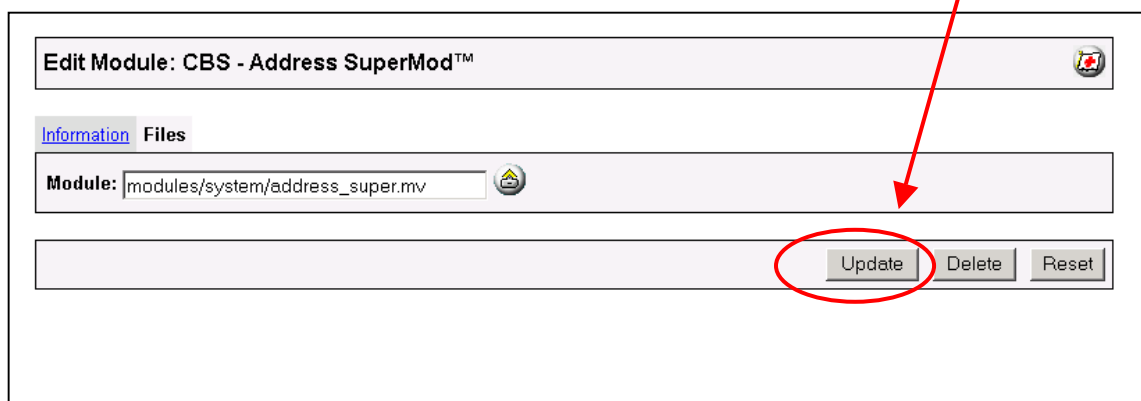 Edit Module: CBS - Address SuperMod™
Information Files
Module: modules/system/address_super.mv
Update Delete Reset